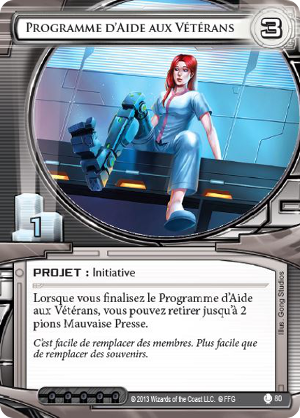 Programme d'Aide aux Vétérans
3
1
PROJET : Initiative
Lorsque vous finalisez le Programme d'Aide
aux Vétérans, vous pouvez retirer jusqu'à 2
pions Mauvaise Presse.
C'est facile de remplacer des membres. Plus facile que
de remplacer des souvenirs.
Illus. Gong Studios
© 2013 Wizards of the Coast LLC. © FFG
80